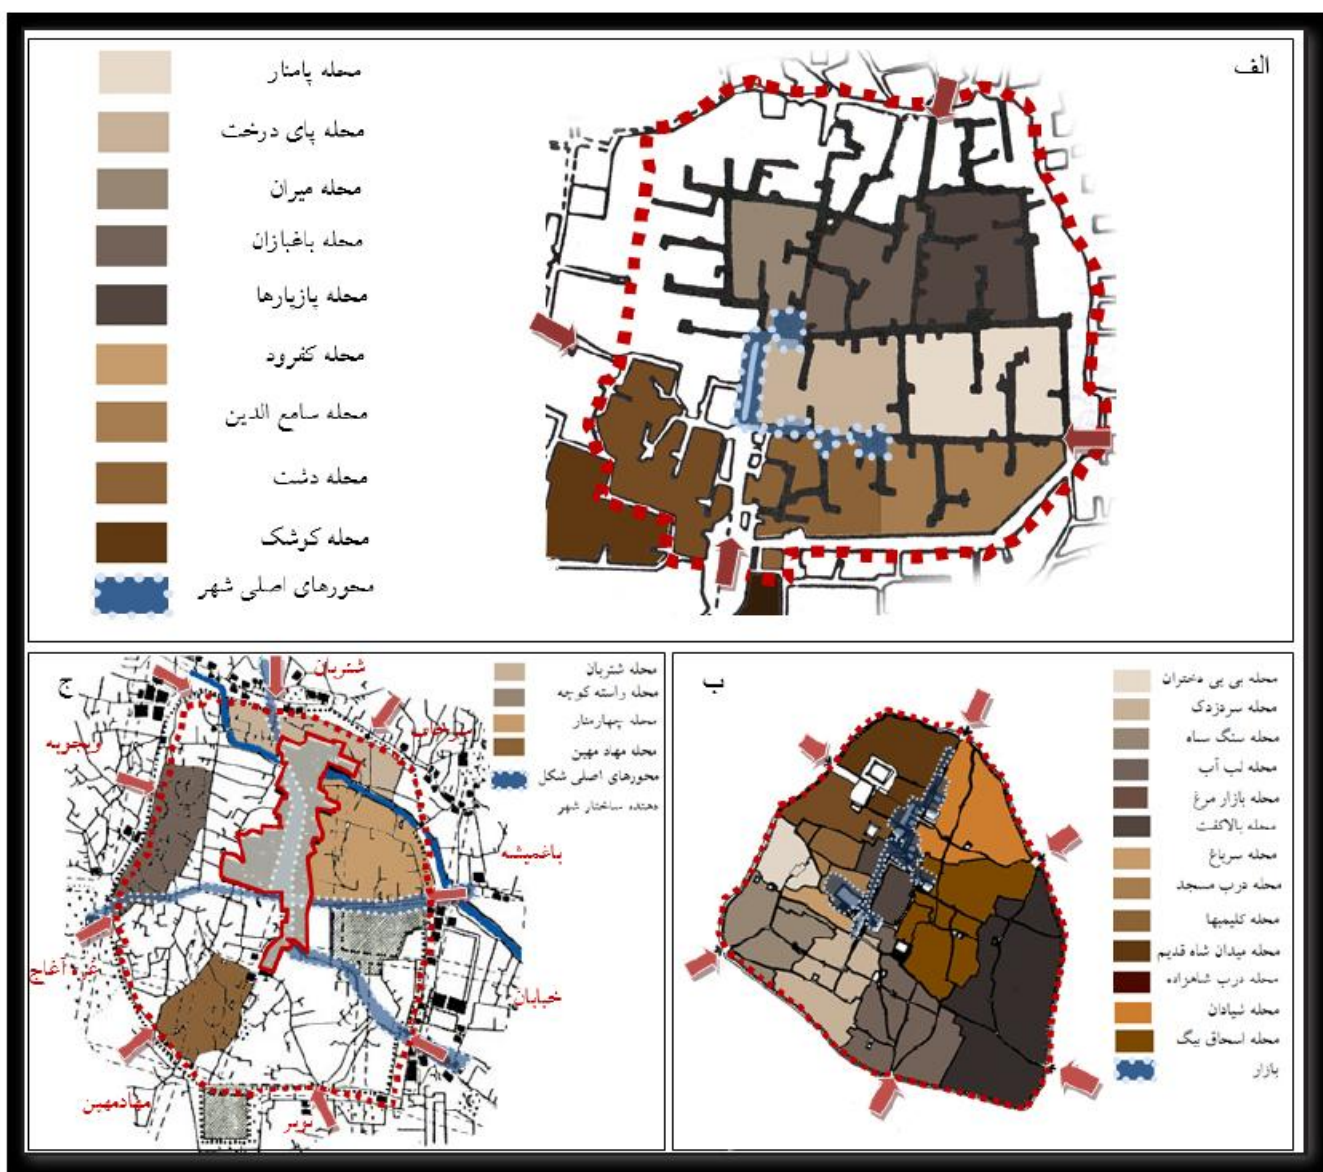 الف
محله پامنار
محله پای درخت
محله میران
محله باغبازان
محله پازیارها
محله کفرود
محله سامع الدین
محله دشت
محله کوشک
محورهای اصلی شهر
ب
محله بی بی دختران
محله سردزدک
محله سنگ سیاه
محله لب آب
محله بازار مرغ
محله بالاکفت
محله سرباغ
محله درب مسجد
محله کلیمیها
محله میدان شاه قدیم
محله درب شاهزاده
محله اسحاق بیگ
بازار
ج
محله شتربان
محله راسته کوچه
محله چهارمنار
محله مهاد مهین
محورهای اصلی شکل
دهنده ساختار شهر
شتربان
سرخاب
ویجویه
باغمیشه
خیابان
نوبر
مهادمهین